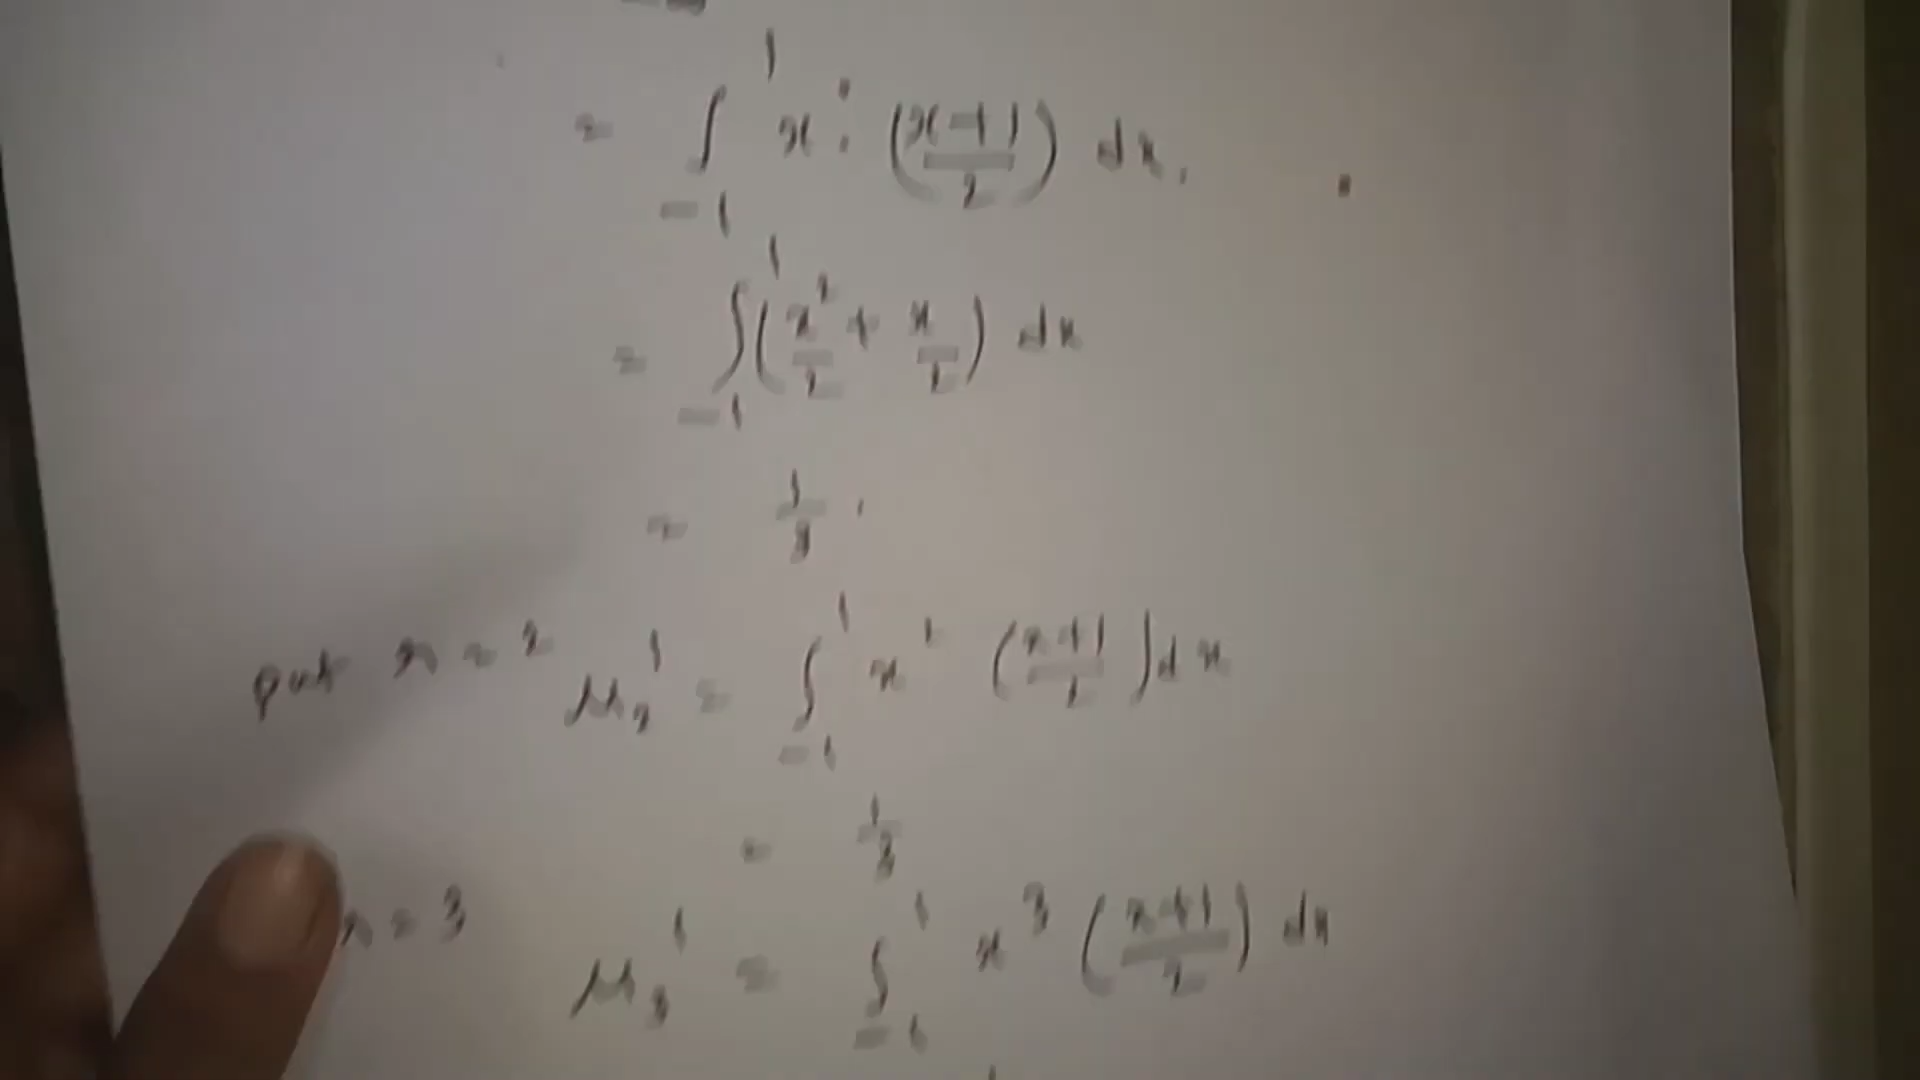 = ∫_{-1}^{1} x · (x+1)/2 dx.
= ∫_{-1}^{1} (x²/2 + x/2) dx
= 1/3 .
put r = 2 μ₂' = ∫_{-1}^{1} x² (x+1)/2 dx
= 1/3
r = 3 μ₃' = ∫_{-1}^{1} x³ (x+1)/2 dx